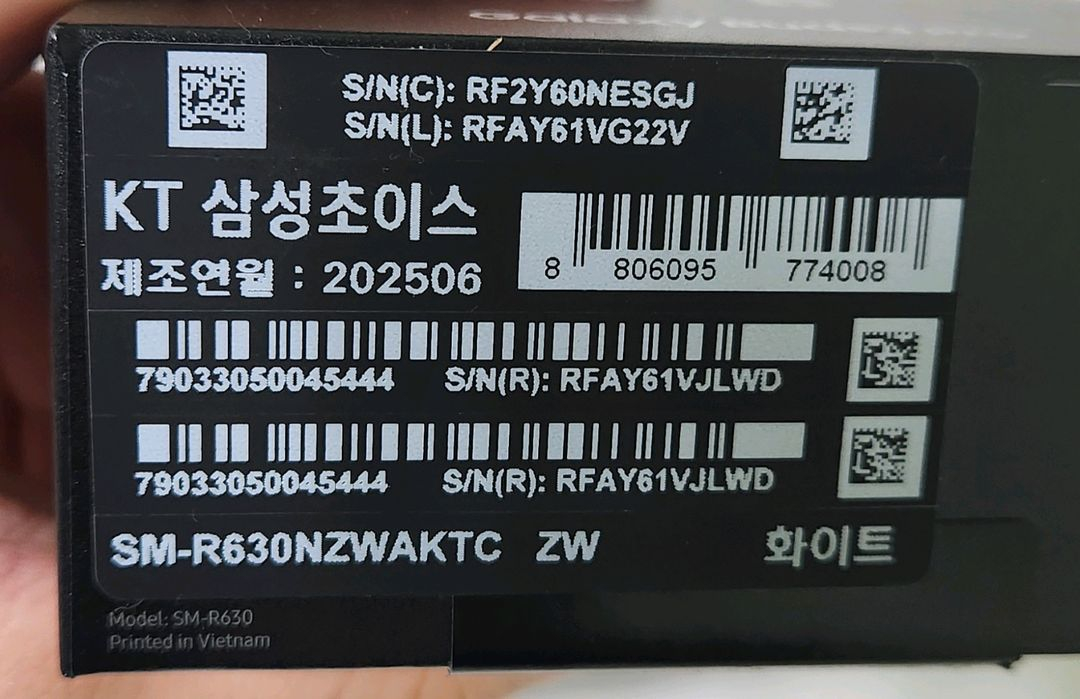 S/N(C): RF2Y60NESGJ
S/N(L): RFAY61VG22V
KT 삼성초이스
제조연월 : 202506
8 806095 774008
79033050045444 S/N(R): RFAY61VJLWD
79033050045444 S/N(R): RFAY61VJLWD
SM-R630NZWAKTC ZW 화이트
Model: SM-R630
Printed in Vietnam